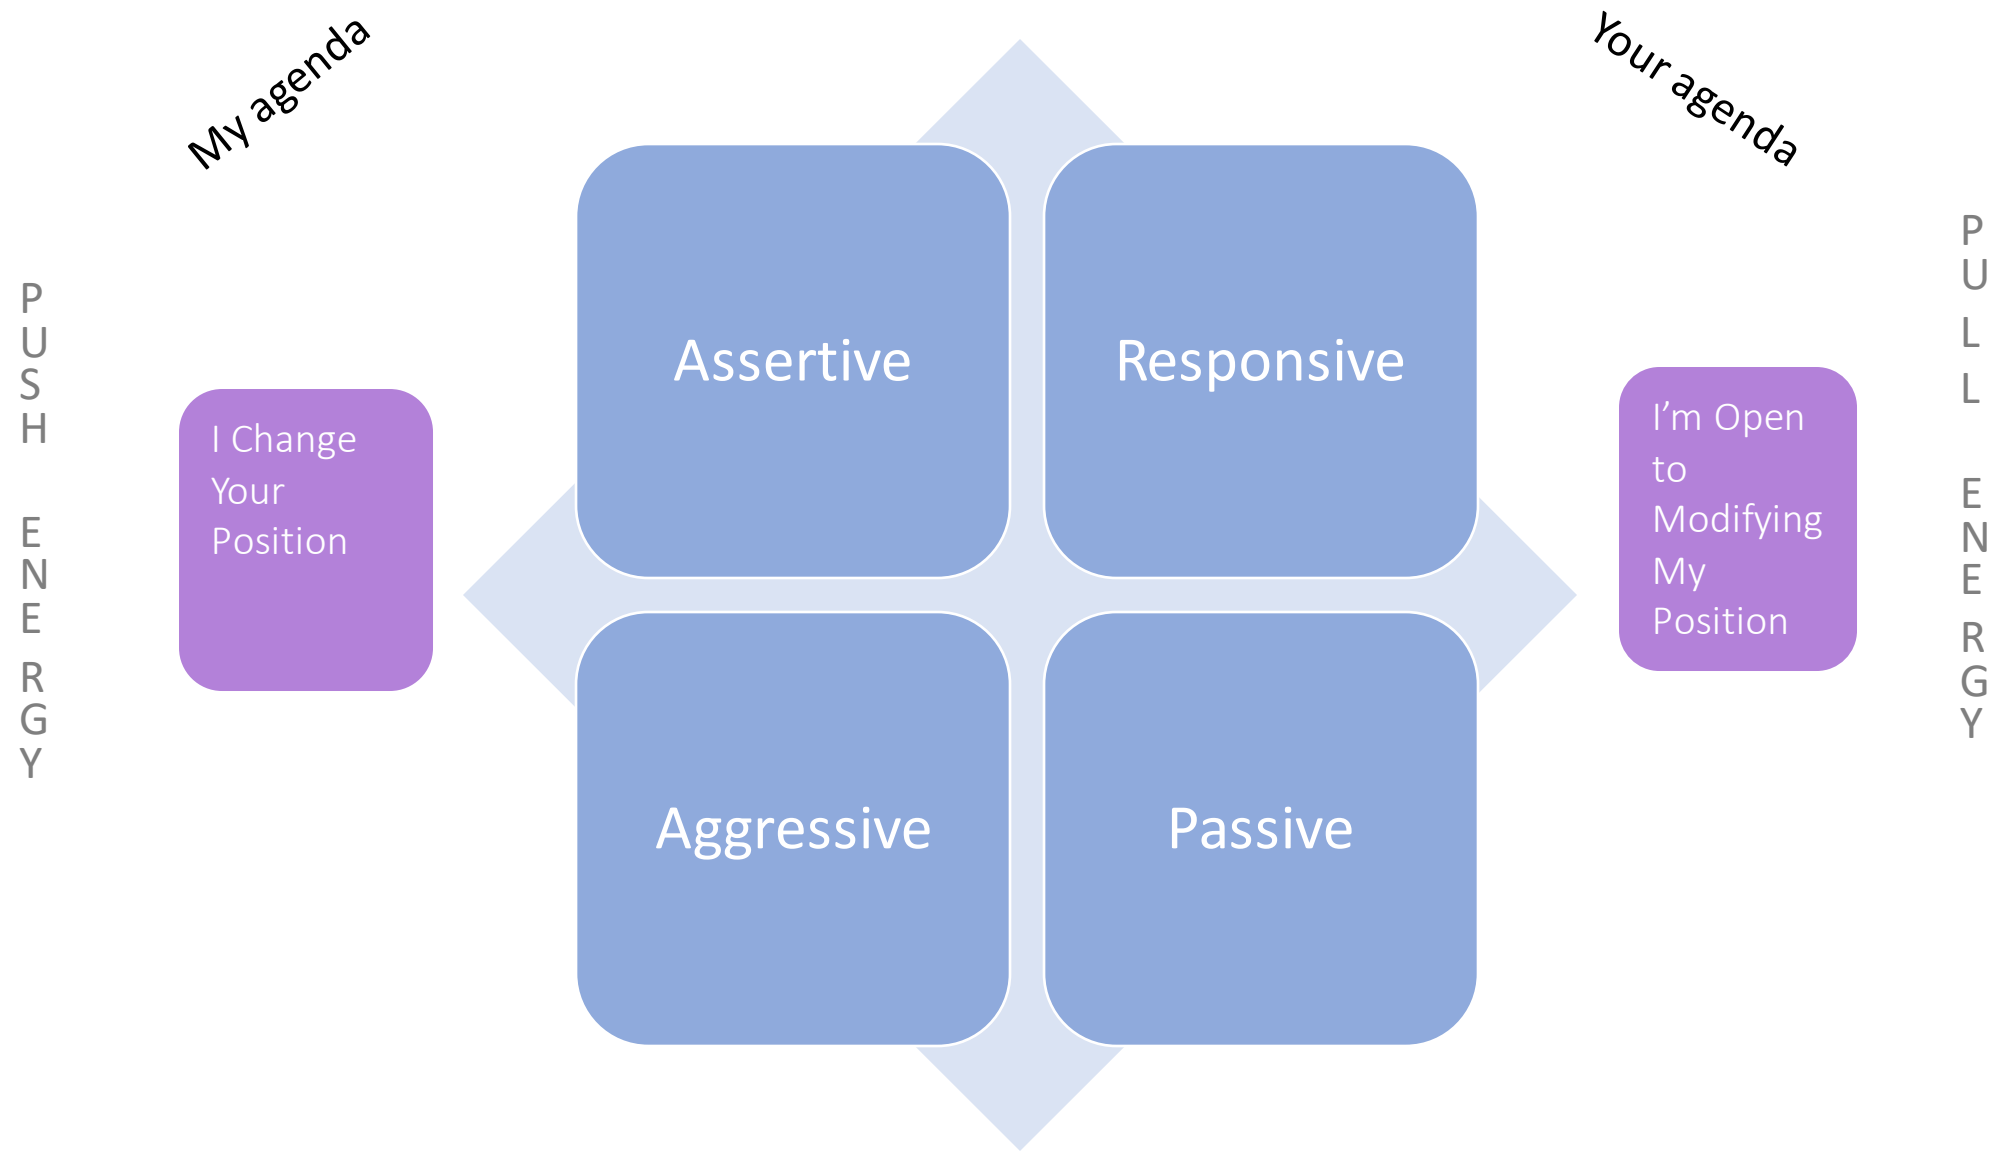 My agenda
Your agenda
PUSH ENERGY
I Change
Your
Position
Assertive
Responsive
Aggressive
Passive
I'm Open
to
Modifying
My
Position
PULL ENERGY